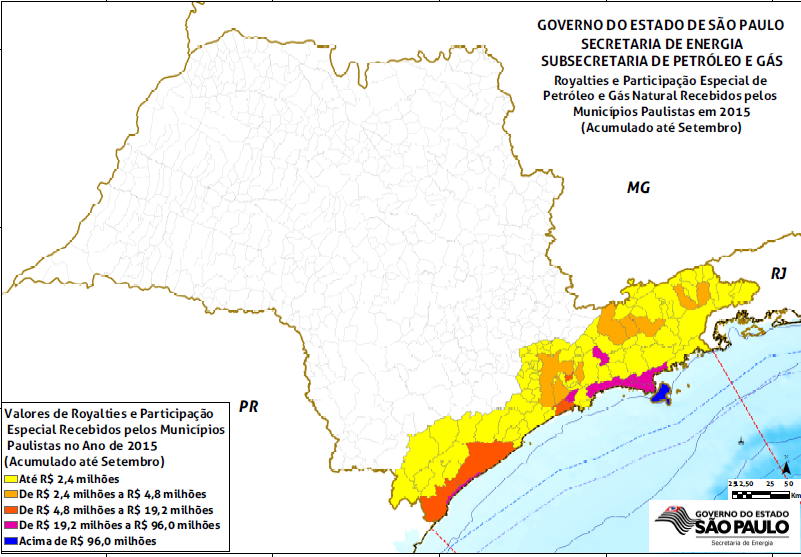 GOVERNO DO ESTADO DE SÃO PAULO
SECRETARIA DE ENERGIA
SUBSECRETARIA DE PETRÓLEO E GÁS
Royalties e Participação Especial de
Petróleo e Gás Natural Recebidos pelos
Municípios Paulistas em 2015
(Acumulado até Setembro)
MG
RJ
PR
Valores de Royalties e Participação
Especial Recebidos pelos Municípios
Paulistas no Ano de 2015
(Acumulado até Setembro)
Até R$ 2,4 milhões
De R$ 2,4 milhões a R$ 4,8 milhões
De R$ 4,8 milhões a R$ 19,2 milhões
De R$ 19,2 milhões a R$ 96,0 milhões
Acima de R$ 96,0 milhões
25 50
Km
GOVERNO DO ESTADO
SÃO PAULO
Secretaria de Energia